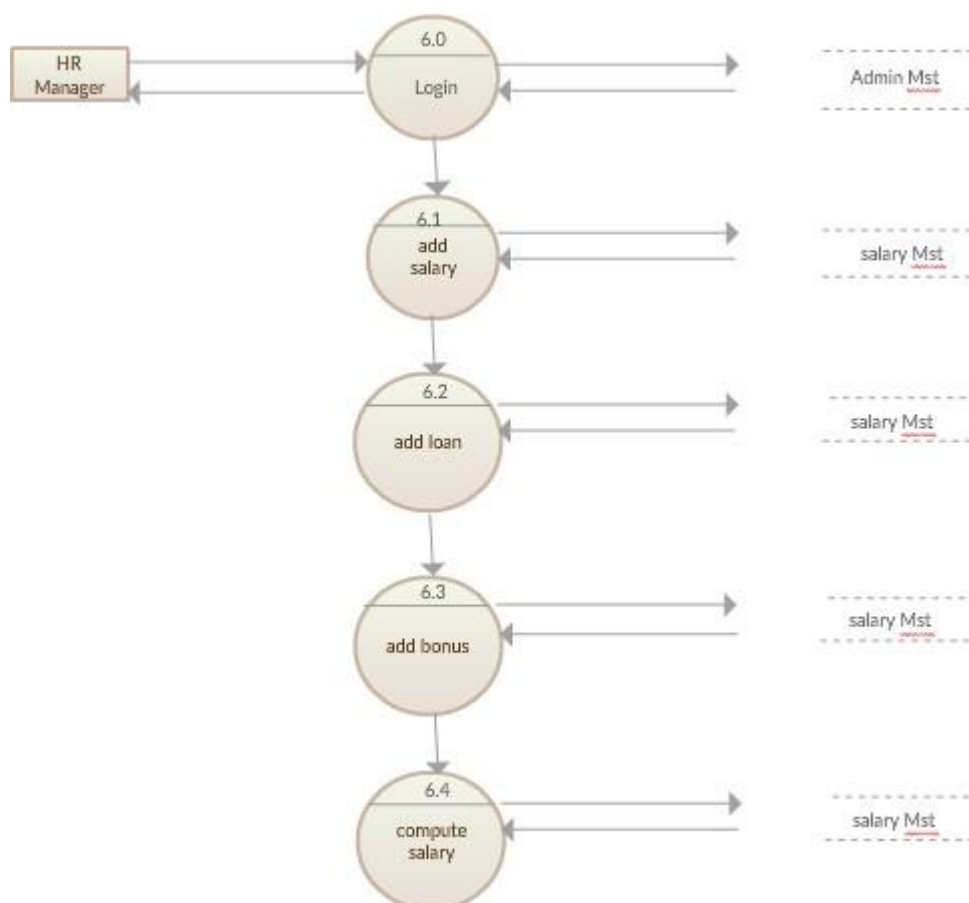 HR
Manager
6.0
Login
Admin Mst
6.1
add
salary
salary Mst
6.2
add loan
salary Mst
6.3
add bonus
salary Mst
6.4
compute
salary
salary Mst